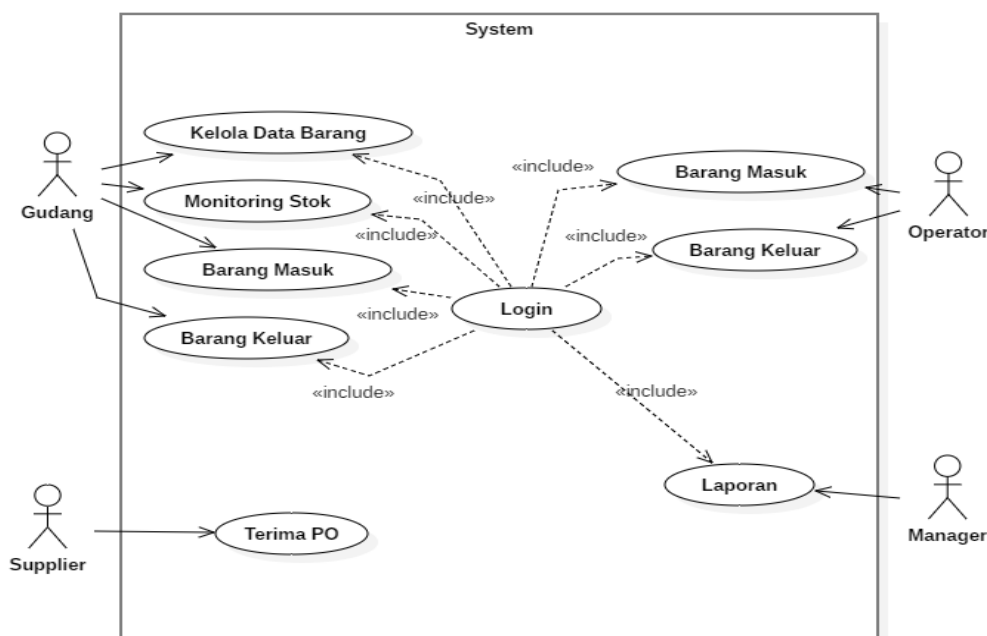 System
Kelola Data Barang
«include»
Barang Masuk
Gudang
Monitoring Stok
«include»
Operator
«include»
«include»
Barang Keluar
Barang Masuk
Login
«include»
Barang Keluar
«include»
«include»
Laporan
Supplier
Terima PO
Manager